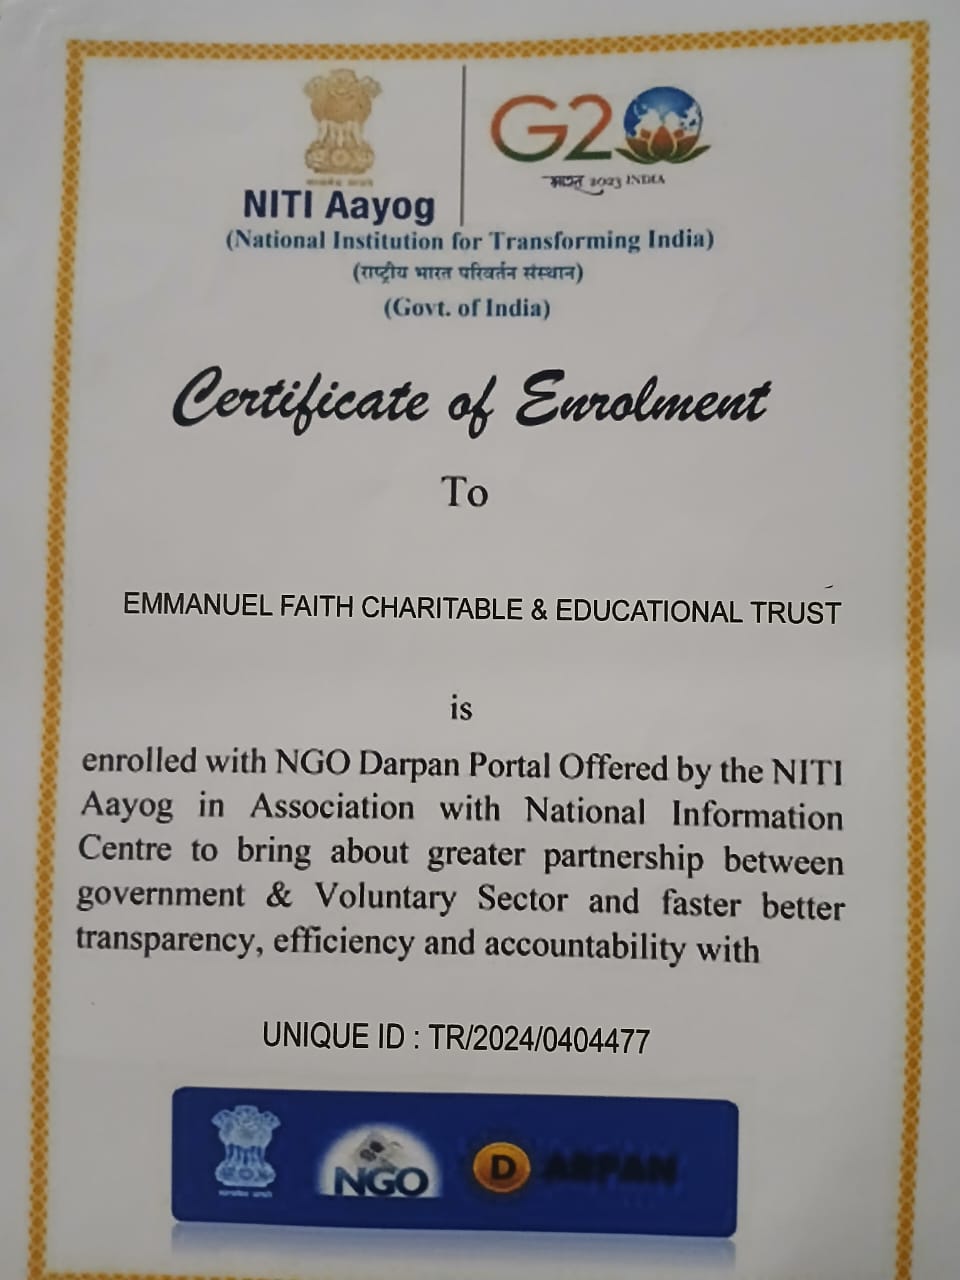 NITI Aayog
G20
भारत 2023 INDIA
(National Institution for Transforming India)
(राष्ट्रीय भारत परिवर्तन संस्थान)
(Govt. of India)
Certificate of Enrolment
To
EMMANUEL FAITH CHARITABLE & EDUCATIONAL TRUST
is
enrolled with NGO Darpan Portal Offered by the NITI
Aayog in Association with National Information
Centre to bring about greater partnership between
government & Voluntary Sector and faster better
transparency, efficiency and accountability with
UNIQUE ID : TR/2024/0404477
NGO DARPAN